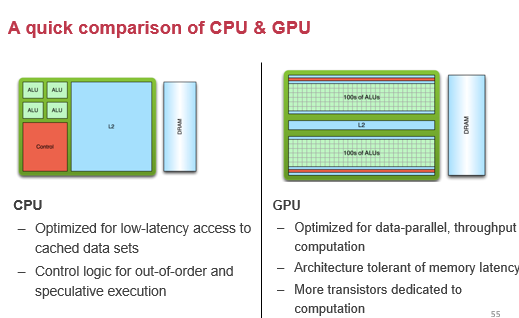 A quick comparison of CPU & GPU
ALU ALU
ALU ALU
Control
L2
DRAM
100s of ALUs
L2
100s of ALUs
DRAM
CPU
– Optimized for low-latency access to
cached data sets
– Control logic for out-of-order and
speculative execution
GPU
– Optimized for data-parallel, throughput
computation
– Architecture tolerant of memory latency
– More transistors dedicated to
computation
55